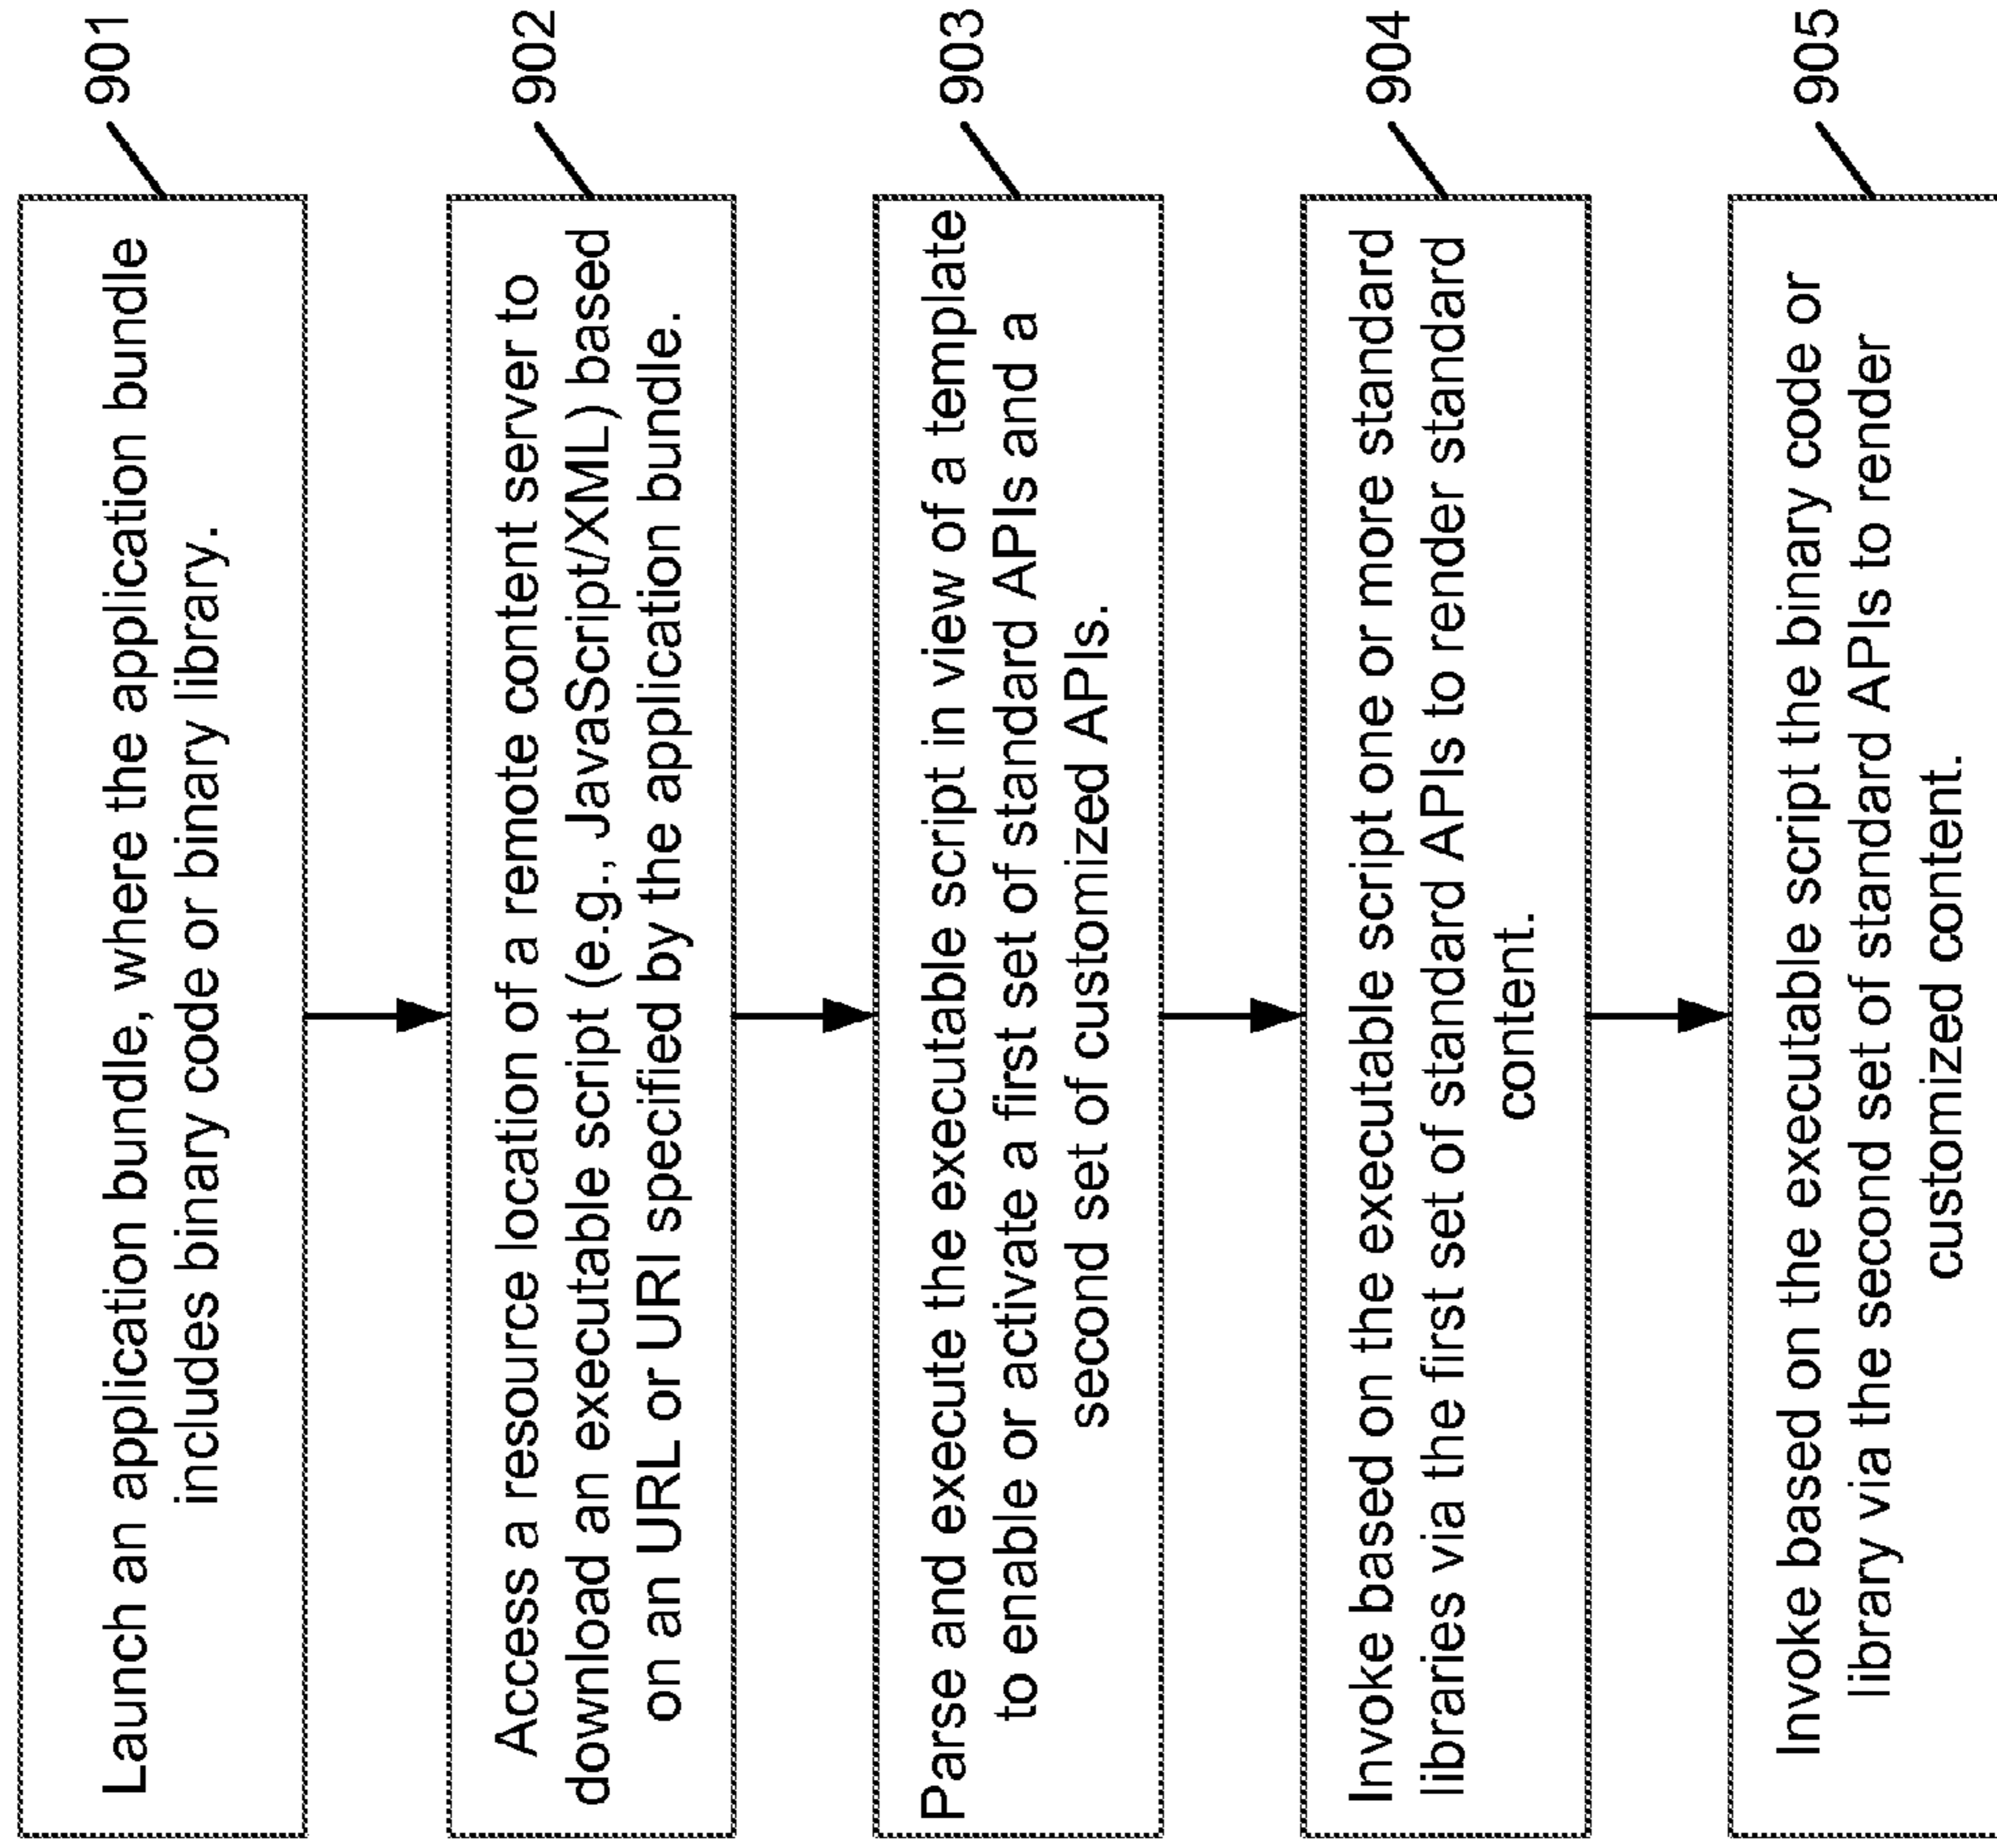 901
Launch an application bundle, where the application bundle
includes binary code or binary library.
902
Access a resource location of a remote content server to
download an executable script (e.g., JavaScript/XML) based
on an URL or URI specified by the application bundle.
903
Parse and execute the executable script in view of a template
to enable or activate a first set of standard APIs and a
second set of customized APIs.
904
Invoke based on the executable script one or more standard
libraries via the first set of standard APIs to render standard
content.
905
Invoke based on the executable script the binary code or
library via the second set of standard APIs to render
customized content.